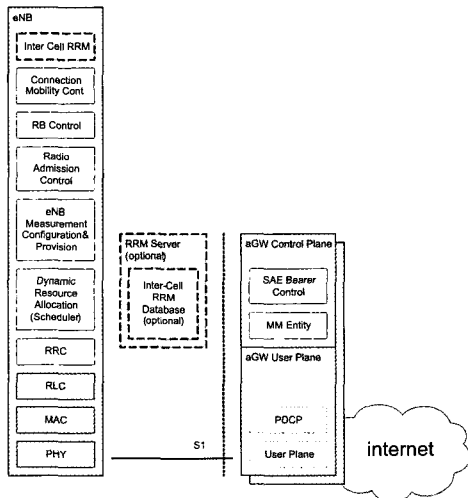 eNB
Inter Cell RRM
Connection
Mobility Cont
RB Control
Radio
Admission
Control
eNB
Measurement
Configuration&
Provision
Dynamic
Resource
Allocation
(Scheduler)
RRC
RLC
MAC
PHY
RRM Server
(optional)
Inter-Cell
RRM
Database
(optional)
S1
aGW Control Plane
SAE Bearer
Control
MM Entity
aGW User Plane
PDCP
User Plane
internet